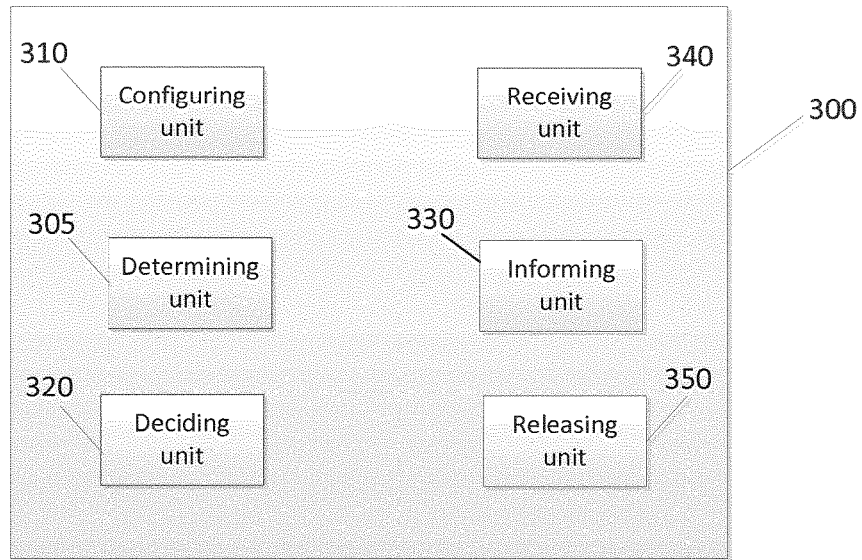 310
Configuring
unit
340
Receiving
unit
300
305
Determining
unit
330
Informing
unit
320
Deciding
unit
350
Releasing
unit